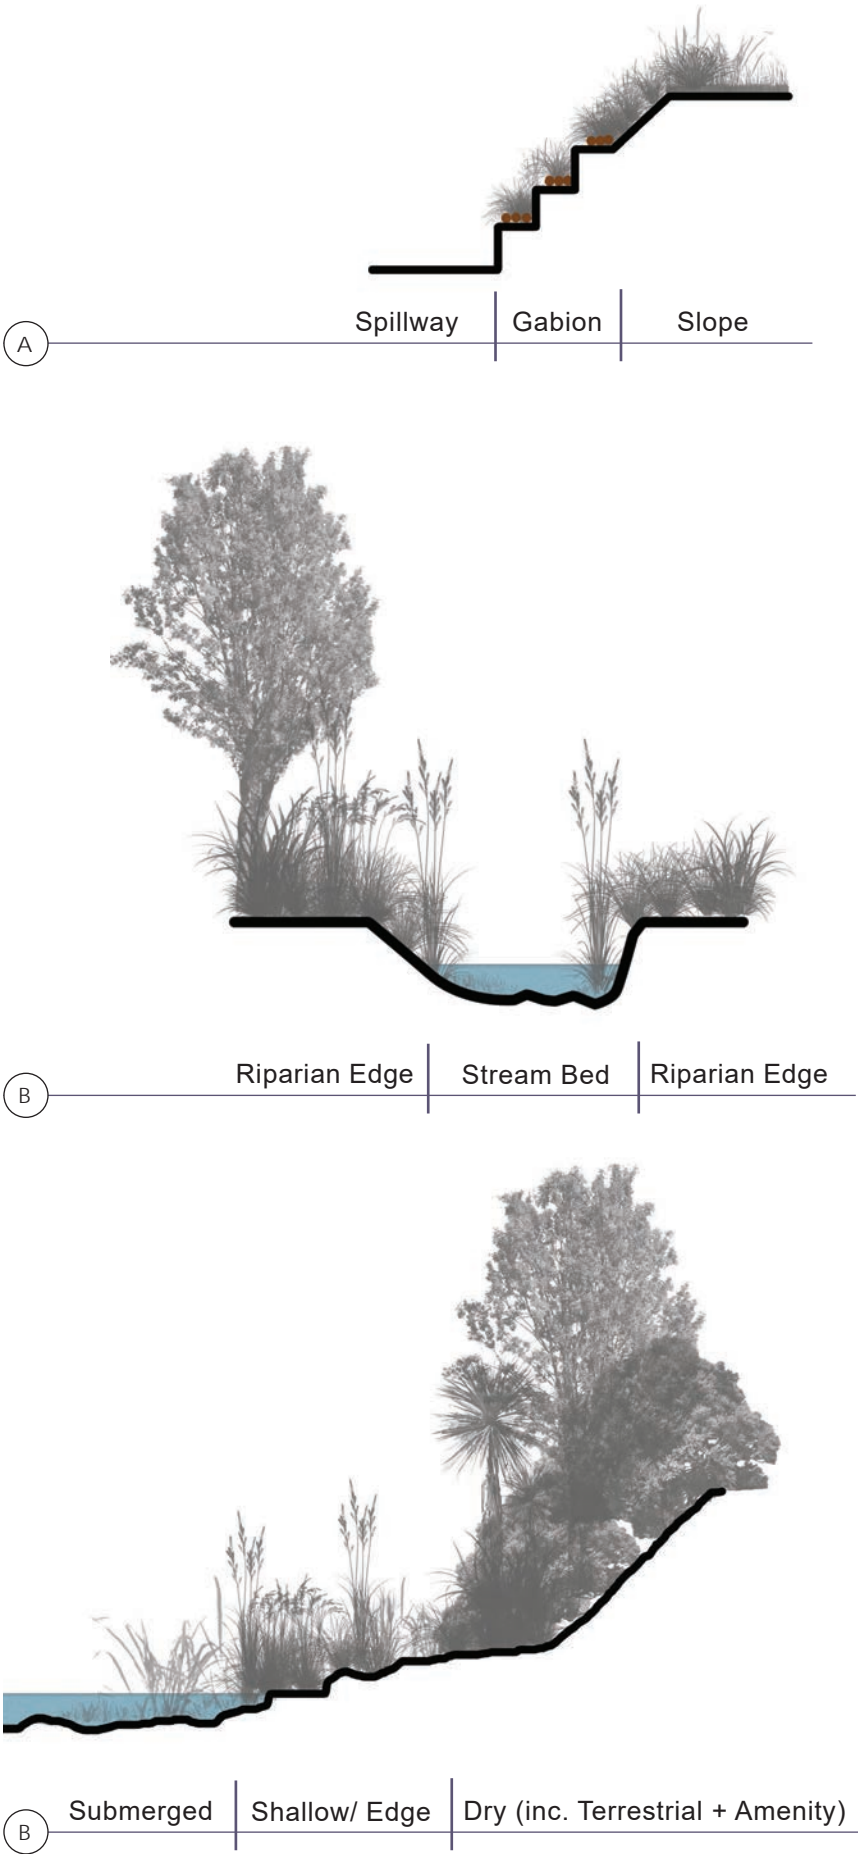 Spillway Gabion Slope
A
Riparian Edge Stream Bed Riparian Edge
B
Submerged Shallow/ Edge Dry (inc. Terrestrial + Amenity)
B